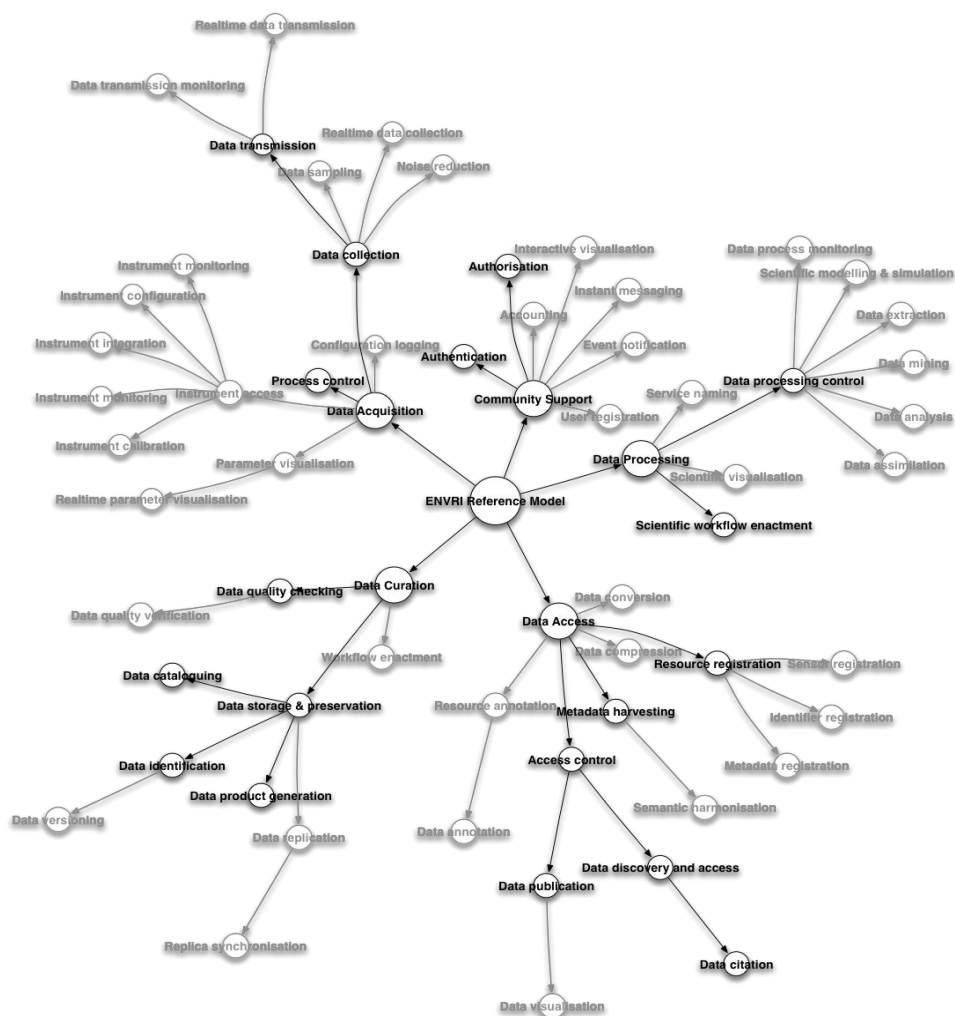 Realtime data transmission
Data transmission monitoring
Realtime data collection
Data transmission
Noise reduction
Data sampling
Interactive visualisation
Data process monitoring
Data collection
Authorisation
Instrument monitoring
Scientific modelling & simulation
Instrument configuration
Instant messaging
Accounting
Data extraction
Instrument integration
Configuration logging
Event notification
Authentication
Data mining
Process control
Data processing control
Instrument access
Service naming
Instrument monitoring
Community Support
Data Acquisition
User registration
Data analysis
Instrument calibration
Data Processing
Parameter visualisation
Data assimilation
Scientific visualisation
Realtime parameter visualisation
ENVRI Reference Model
Scientific workflow enactment
Data Curation
Data quality checking
Data conversion
Data quality verification
Data Access
Data compression
Workflow enactment
Resource registration
Sensor registration
Data cataloguing
Data storage & preservation
Resource annotation
Metadata harvesting
Identifier registration
Access control
Data identification
Metadata registration
Data product generation
Semantic harmonisation
Data versioning
Data annotation
Data replication
Data discovery and access
Data publication
Replica synchronisation
Data citation
Data visualisation